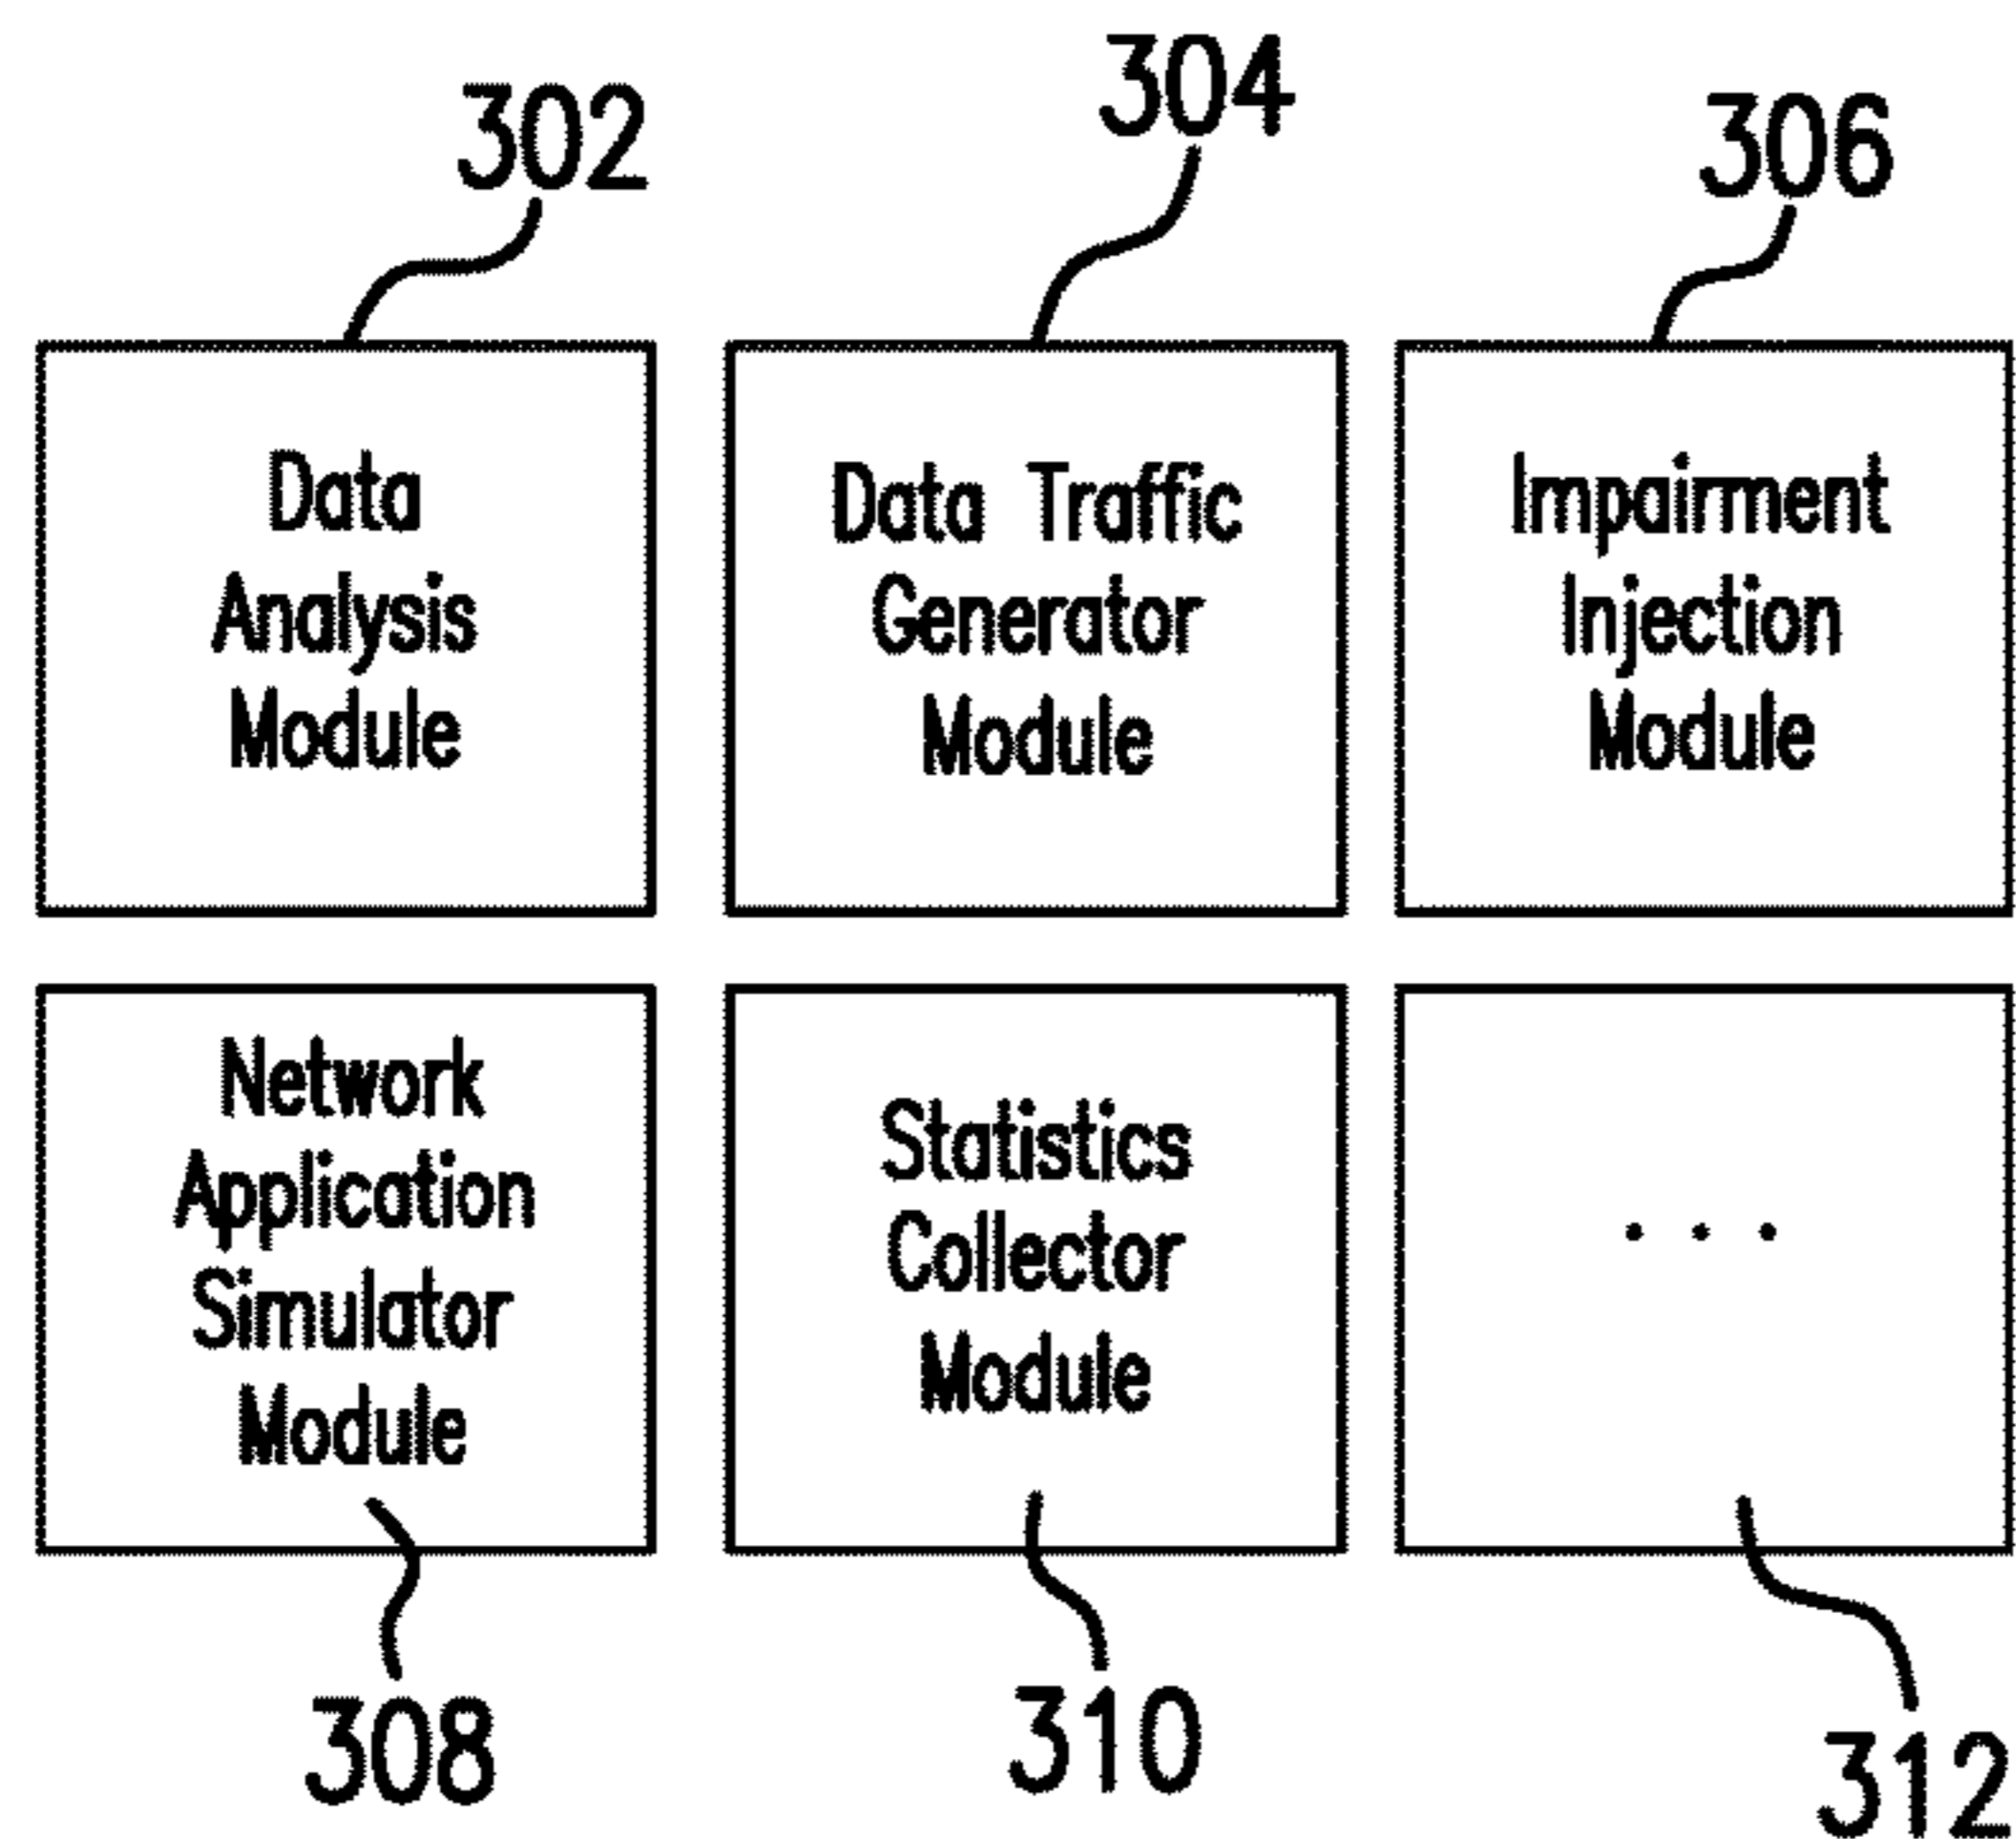 302
304
306
Data
Analysis
Module
Data Traffic
Generator
Module
Impairment
Injection
Module
Network
Application
Simulator
Module
Statistics
Collector
Module
. . .
308
310
312